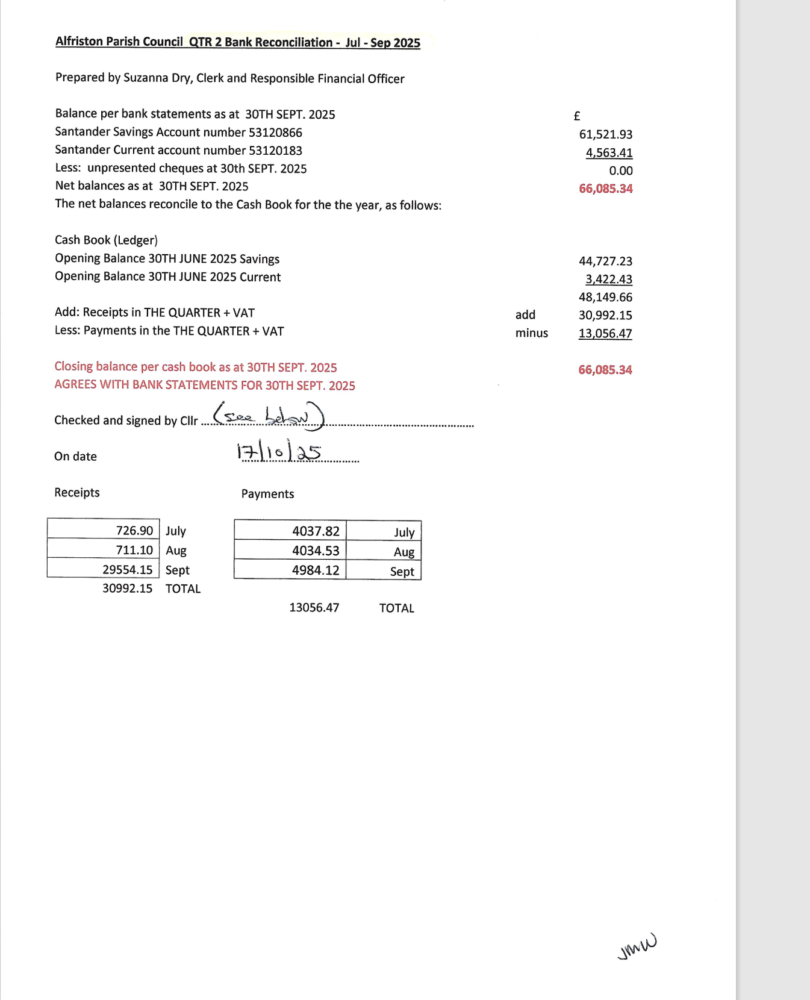 Alfriston Parish Council QTR 2 Bank Reconciliation - Jul - Sep 2025
Prepared by Suzanna Dry, Clerk and Responsible Financial Officer
Balance per bank statements as at 30TH SEPT. 2025 £
Santander Savings Account number 53120866 61,521.93
Santander Current account number 53120183 4,563.41
Less: unpresented cheques at 30th SEPT. 2025 0.00
Net balances as at 30TH SEPT. 2025 66,085.34
The net balances reconcile to the Cash Book for the the year, as follows:
Cash Book (Ledger)
Opening Balance 30TH JUNE 2025 Savings 44,727.23
Opening Balance 30TH JUNE 2025 Current 3,422.43
48,149.66
Add: Receipts in THE QUARTER + VAT add 30,992.15
Less: Payments in the THE QUARTER + VAT minus 13,056.47
Closing balance per cash book as at 30TH SEPT. 2025 66,085.34
AGREES WITH BANK STATEMENTS FOR 30TH SEPT. 2025
Checked and signed by Cllr (see below)
On date 17/10/25
Receipts Payments
726.90 July 4037.82 July
711.10 Aug 4034.53 Aug
29554.15 Sept 4984.12 Sept
30992.15 TOTAL
13056.47 TOTAL
JMW